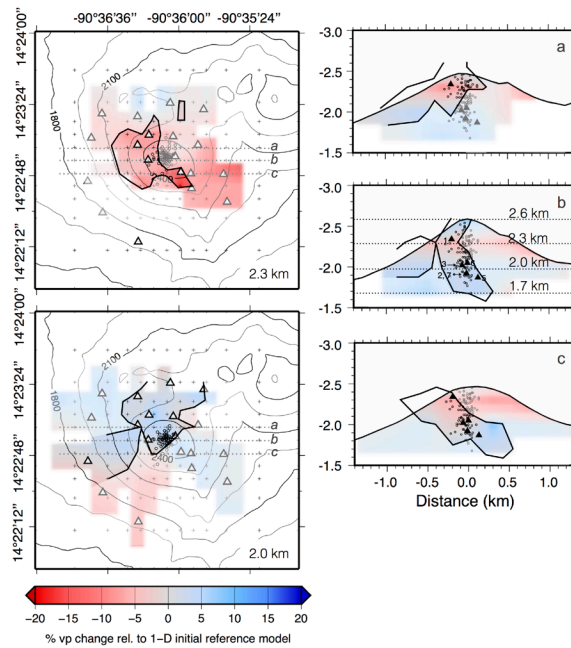 -90°36'36" -90°36'00" -90°35'24"
14°24'00"
14°23'24"
14°22'48"
14°22'12"
2100
1800
2400
a
b
c
2.3 km
14°24'00"
14°23'24"
14°22'48"
14°22'12"
2100
1800
2400
a
b
c
2.0 km
−20 −15 −10 −5 0 5 10 15 20
% vp change rel. to 1−D initial reference model
-3.0
-2.5
-2.0
-1.5
a
-3.0
-2.5
-2.0
-1.5
b
2.6 km
2.3 km
2.0 km
1.7 km
1
3
-3.0
-2.5
-2.0
-1.5
c
-1.0 -0.5 0.0 0.5 1.0
Distance (km)